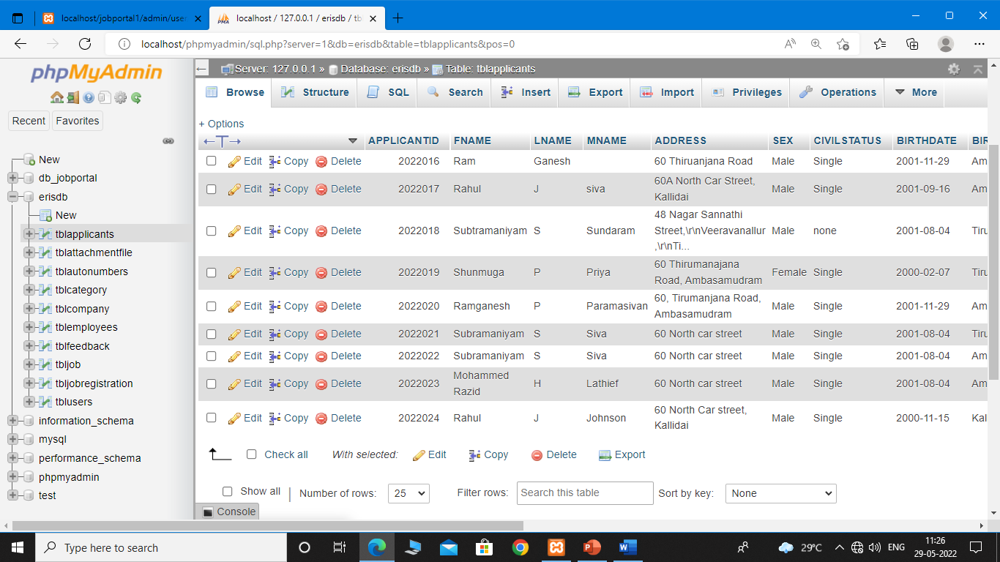 localhost/jobportal1/admin/user
localhost / 127.0.0.1 / erisdb / tb
localhost/phpmyadmin/sql.php?server=1&db=erisdb&table=tblapplicants&pos=0
phpMyAdmin
Recent Favorites
New
db_jobportal
erisdb
New
tblapplicants
tblattachmentfile
tblautonumbers
tblcategory
tblcompany
tblemployees
tblfeedback
tbljob
tbljobregistration
tblusers
information_schema
mysql
performance_schema
phpmyadmin
test
Server: 127.0.0.1 » Database: erisdb » Table: tblapplicants
Browse Structure SQL Search Insert Export Import Privileges Operations More
+ Options
←T→ APPLICANTID FNAME LNAME MNAME ADDRESS SEX CIVILSTATUS BIRTHDATE BIR
Edit Copy Delete 2022016 Ram Ganesh 60 Thiruanjana Road Male Single 2001-11-29 Am
Edit Copy Delete 2022017 Rahul J siva 60A North Car Street, Male Single 2001-09-16 Am
Kallidai
48 Nagar Sannathi
Edit Copy Delete 2022018 Subtramaniyam S Sundaram Street,\r\nVeeravanallur Male none 2001-08-04 Tiru
,\r\nTi...
Edit Copy Delete 2022019 Shunmuga P Priya 60 Thirumanajana Female Single 2000-02-07 Tiru
Road, Ambasamudram
Edit Copy Delete 2022020 Ramganesh P Paramasivan 60, Tirumanjana Road, Male Single 2001-11-29 Am
Ambasamudram
Edit Copy Delete 2022021 Subramaniyam S Siva 60 North car street Male Single 2001-08-04 Tiru
Edit Copy Delete 2022022 Subramaniyam S Siva 60 North car street Male Single 2001-08-04 Am
Edit Copy Delete 2022023 Mohammed H Lathief 60 North car street Male Single 2001-08-04 Am
Razid
Edit Copy Delete 2022024 Rahul J Johnson 60 North Car street, Male Single 2000-11-15 Kal
Kallidai
Check all With selected: Edit Copy Delete Export
Show all Number of rows: 25 Filter rows: Search this table Sort by key: None
Console
Type here to search
29°C ENG 11:26
29-05-2022